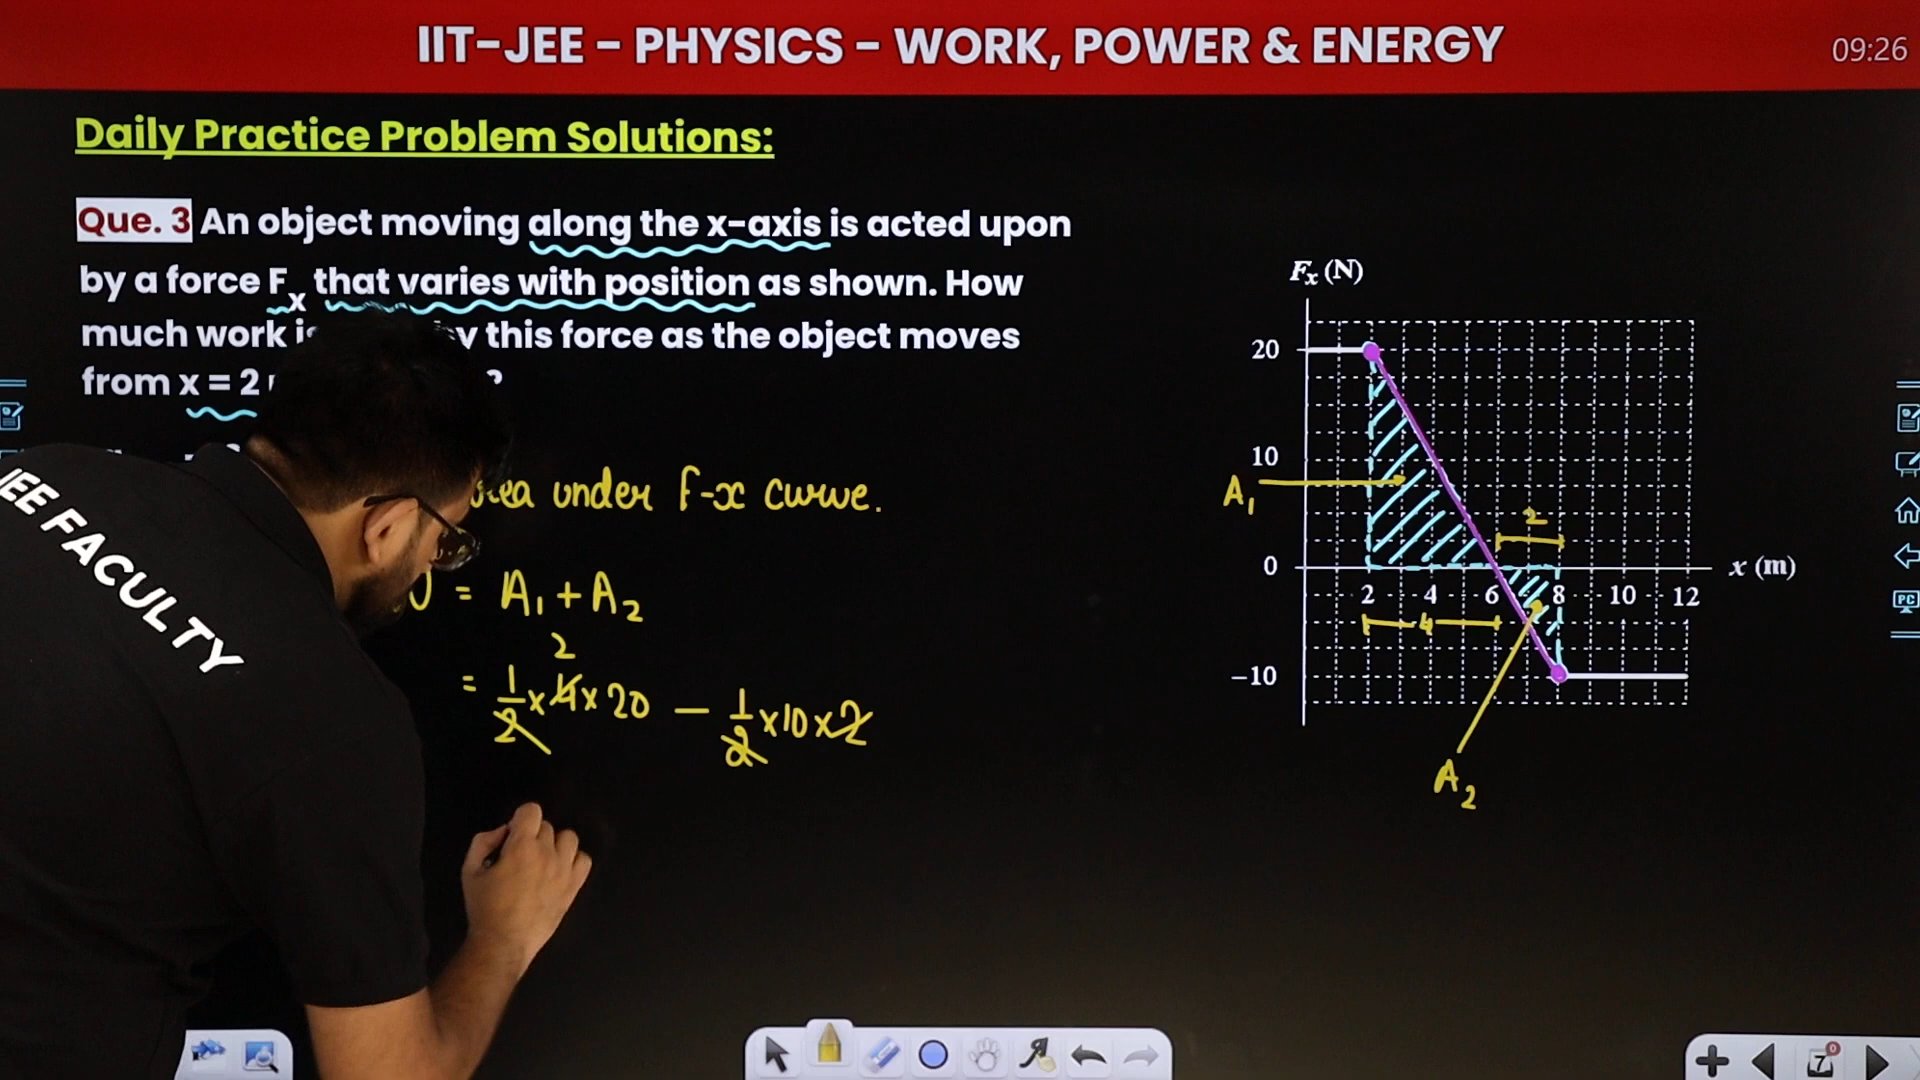 IIT-JEE - PHYSICS - WORK, POWER & ENERGY
09:26
Daily Practice Problem Solutions:
Que. 3 An object moving along the x-axis is acted upon
by a force Fx that varies with position as shown. How
much work this force as the object moves
from x = 2
under F-x curve.
= A1 + A2
2
= 1/2 x 4 x 20 - 1/2 x 10 x 2
JEE FACULTY
Fx (N)
20
10
A1
2
0
x (m)
2 4 6 8 10 12
4
-10
A2
PC
7
0